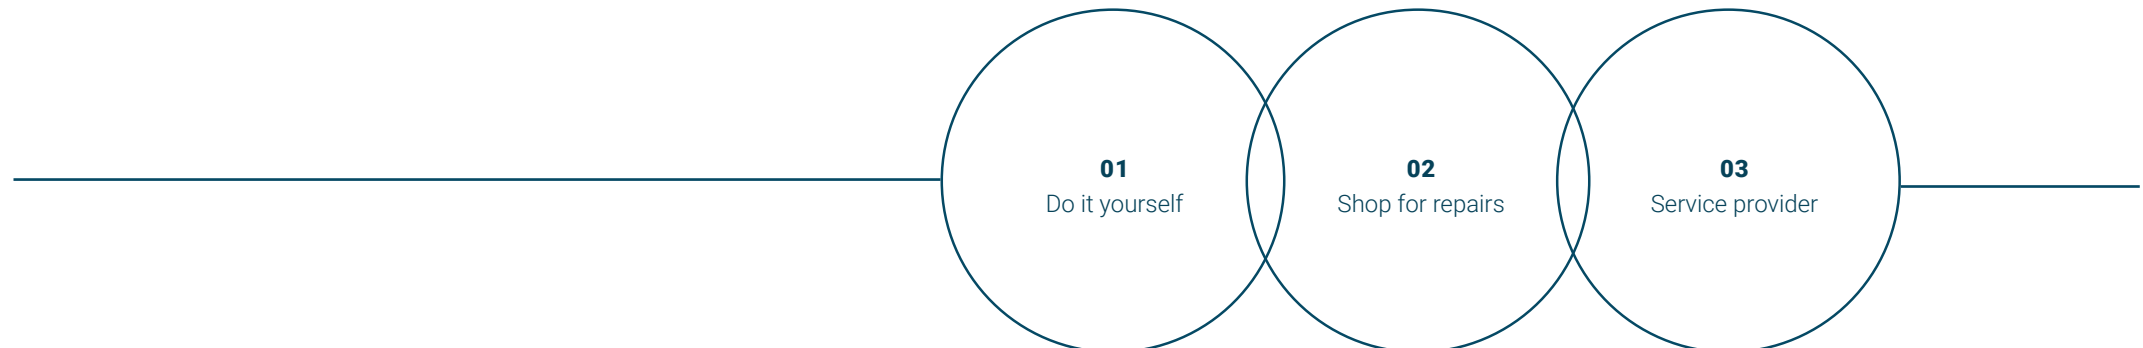 01
Do it yourself
02
Shop for repairs
03
Service provider